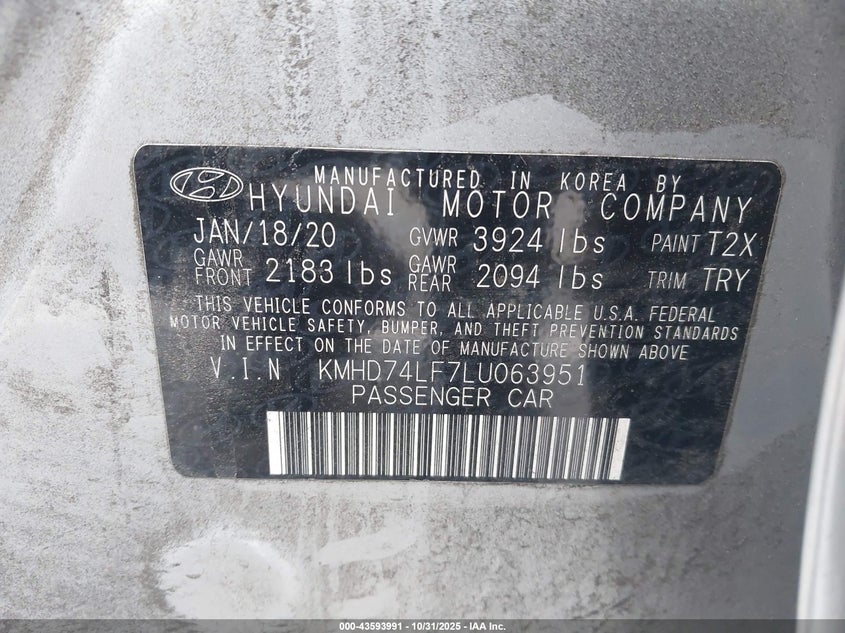 MANUFACTURED IN KOREA BY
HYUNDAI MOTOR COMPANY
JAN/18/20 GVWR 3924 lbs PAINT T2X
GAWR FRONT 2183 lbs GAWR REAR 2094 lbs TRIM TRY
THIS VEHICLE CONFORMS TO ALL APPLICABLE U.S.A. FEDERAL
MOTOR VEHICLE SAFETY, BUMPER, AND THEFT PREVENTION STANDARDS
IN EFFECT ON THE DATE OF MANUFACTURE SHOWN ABOVE
V.I.N KMHD74LF7LU063951
PASSENGER CAR
000-43593991 - 10/31/2025 - IAA Inc.